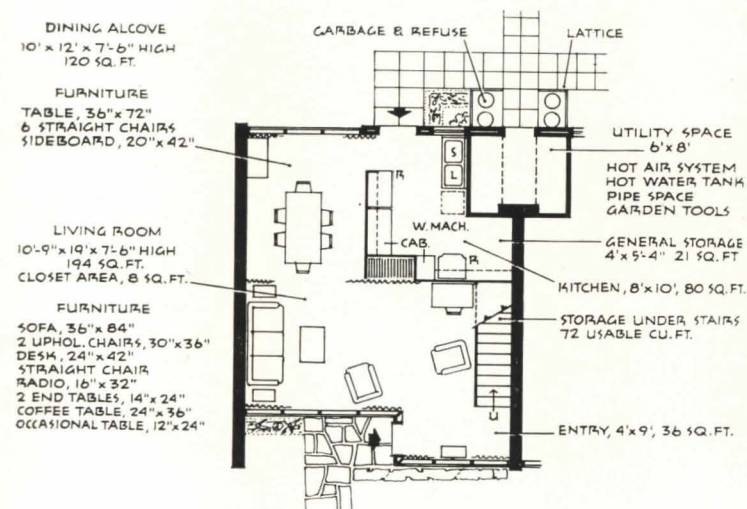 DINING ALCOVE
10' x 12' x 7'-6" HIGH
120 SQ. FT.
FURNITURE
TABLE, 36"x 72"
6 STRAIGHT CHAIRS
SIDEBOARD, 20"x 42"
LIVING ROOM
10'-9"x 19'x 7'-6" HIGH
194 SQ. FT.
CLOSET AREA, 8 SQ. FT.
FURNITURE
SOFA, 36"x 84"
2 UPHOL. CHAIRS, 30"x 36"
DESK, 24"x 42"
STRAIGHT CHAIR
RADIO, 16"x 32"
2 END TABLES, 14"x 24"
COFFEE TABLE, 24"x 36"
OCCASIONAL TABLE, 12"x 24"
GARBAGE & REFUSE
LATTICE
S
L
R
W. MACH.
CAB.
R
U
UTILITY SPACE
6'x 8'
HOT AIR SYSTEM
HOT WATER TANK
PIPE SPACE
GARDEN TOOLS
GENERAL STORAGE
4'x 5'-4" 21 SQ. FT
KITCHEN, 8'x 10', 80 SQ. FT.
STORAGE UNDER STAIRS
72 USABLE CU. FT.
ENTRY, 4'x 9', 36 SQ. FT.